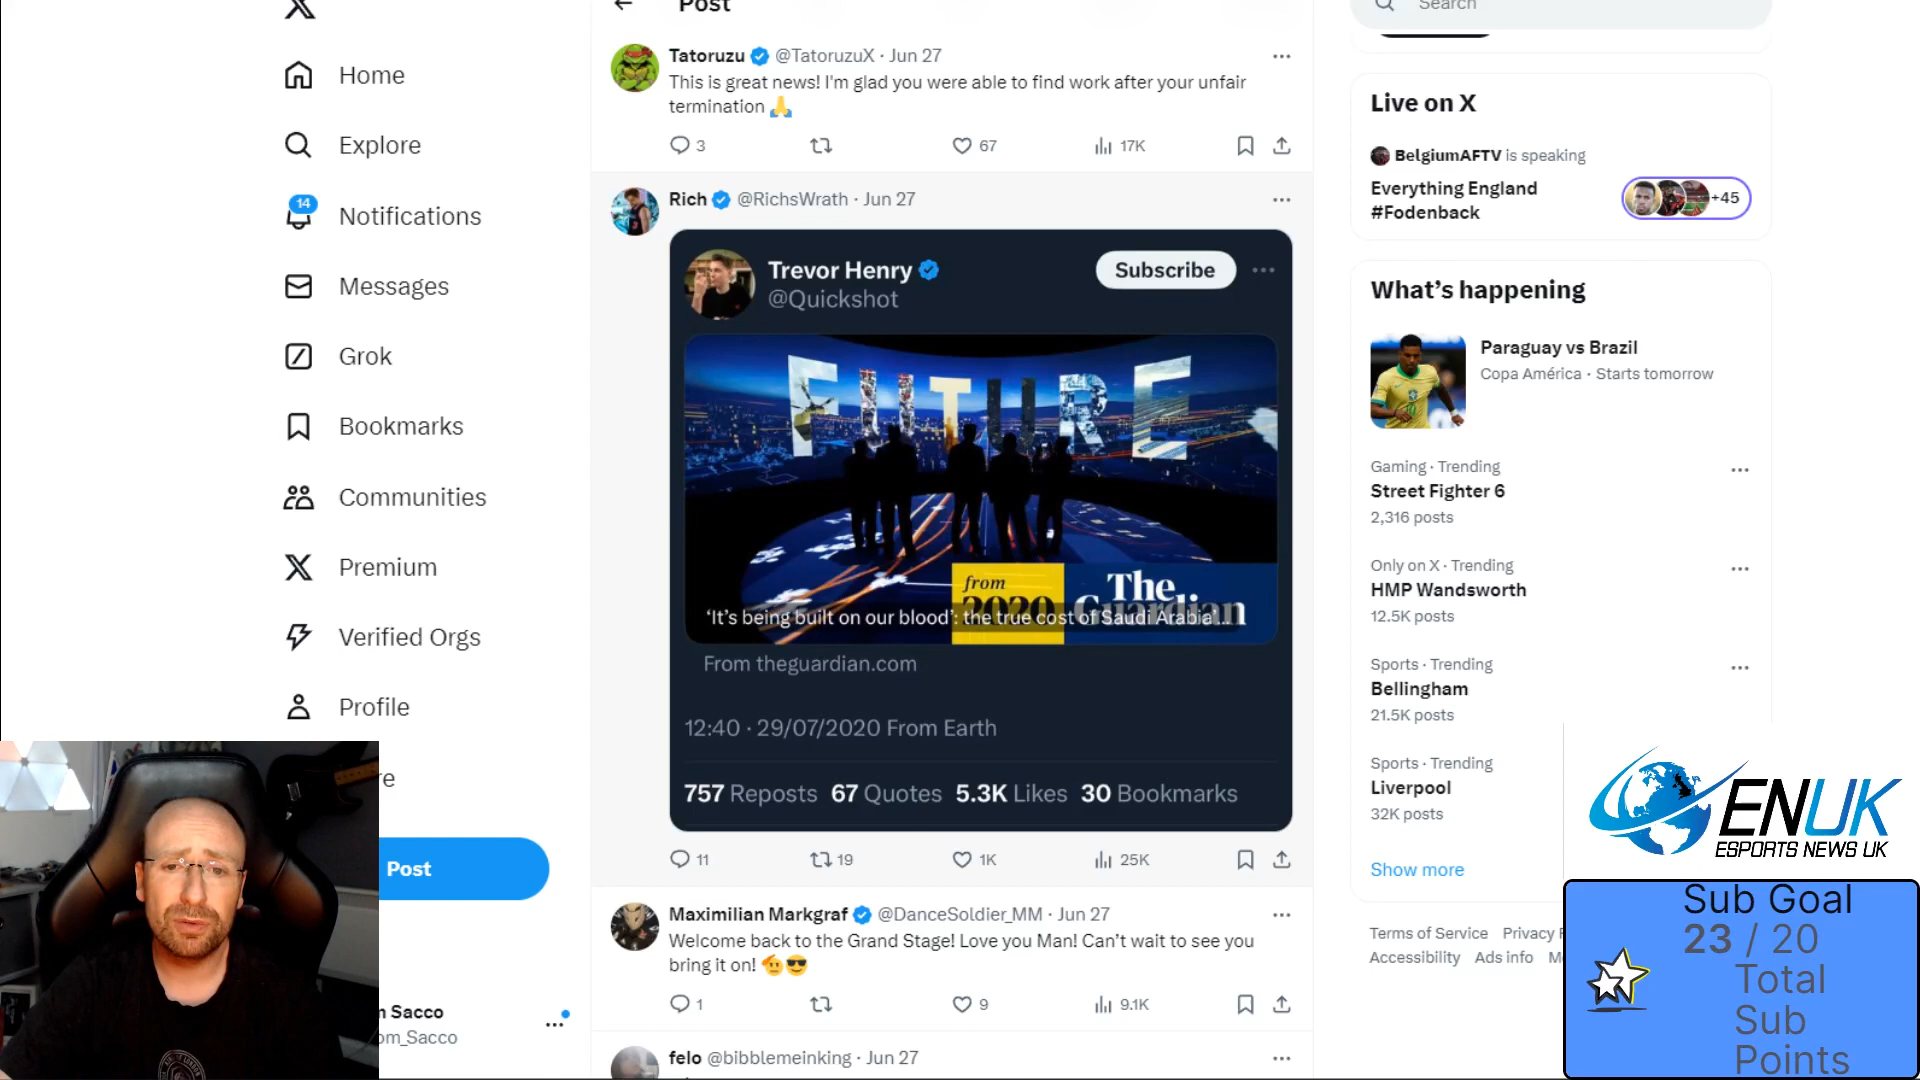 Post
Search
Home
Explore
14
Notifications
Messages
Grok
Bookmarks
Communities
Premium
Verified Orgs
Profile
re
Post
n Sacco
om_Sacco
Tatoruzu @TatoruzuX · Jun 27
This is great news! I'm glad you were able to find work after your unfair
termination 🙏
3 67 17K
Rich @RichsWrath · Jun 27
Trevor Henry
@Quickshot
Subscribe
FUTURE
from
2020
The
Guardian
‘It’s being built on our blood’: the true cost of Saudi Arabia’...
From theguardian.com
12:40 · 29/07/2020 From Earth
757 Reposts 67 Quotes 5.3K Likes 30 Bookmarks
11 19 1K 25K
Maximilian Markgraf @DanceSoldier_MM · Jun 27
Welcome back to the Grand Stage! Love you Man! Can’t wait to see you
bring it on! 🫡😎
1 9 9.1K
felo @bibblemeinking · Jun 27
Live on X
BelgiumAFTV is speaking
Everything England
#Fodenback
+45
What’s happening
Paraguay vs Brazil
Copa América · Starts tomorrow
Gaming · Trending
Street Fighter 6
2,316 posts
Only on X · Trending
HMP Wandsworth
12.5K posts
Sports · Trending
Bellingham
21.5K posts
Sports · Trending
Liverpool
32K posts
Show more
Terms of Service Privacy P
Accessibility Ads info M
ENUK
ESPORTS NEWS UK
Sub Goal
23 / 20
Total
Sub
Points